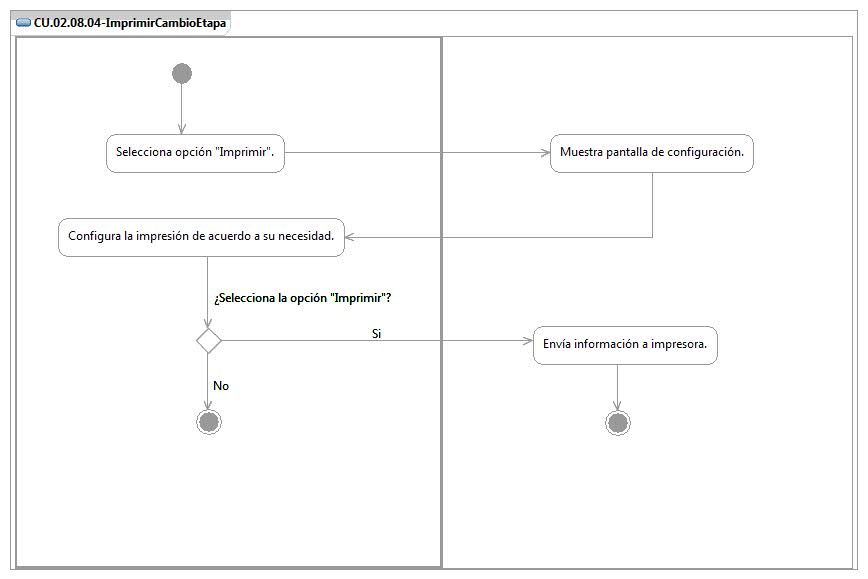 CU.02.08.04-ImprimirCambioEtapa
Selecciona opción "Imprimir".
Muestra pantalla de configuración.
Configura la impresión de acuerdo a su necesidad.
¿Selecciona la opción "Imprimir"?
Si
Envía información a impresora.
No